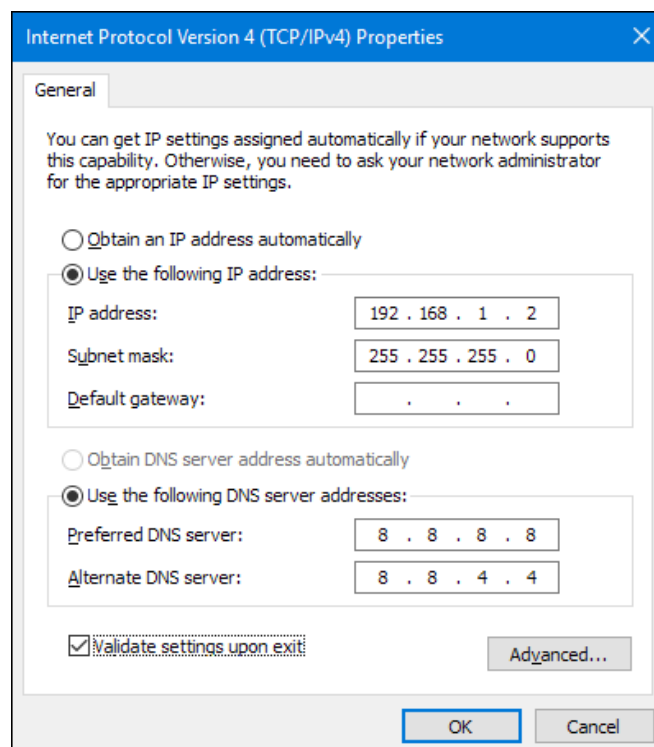 Internet Protocol Version 4 (TCP/IPv4) Properties
General
You can get IP settings assigned automatically if your network supports
this capability. Otherwise, you need to ask your network administrator
for the appropriate IP settings.
Obtain an IP address automatically
Use the following IP address:
IP address: 192 . 168 . 1 . 2
Subnet mask: 255 . 255 . 255 . 0
Default gateway: . . .
Obtain DNS server address automatically
Use the following DNS server addresses:
Preferred DNS server: 8 . 8 . 8 . 8
Alternate DNS server: 8 . 8 . 4 . 4
Validate settings upon exit
Advanced...
OK Cancel